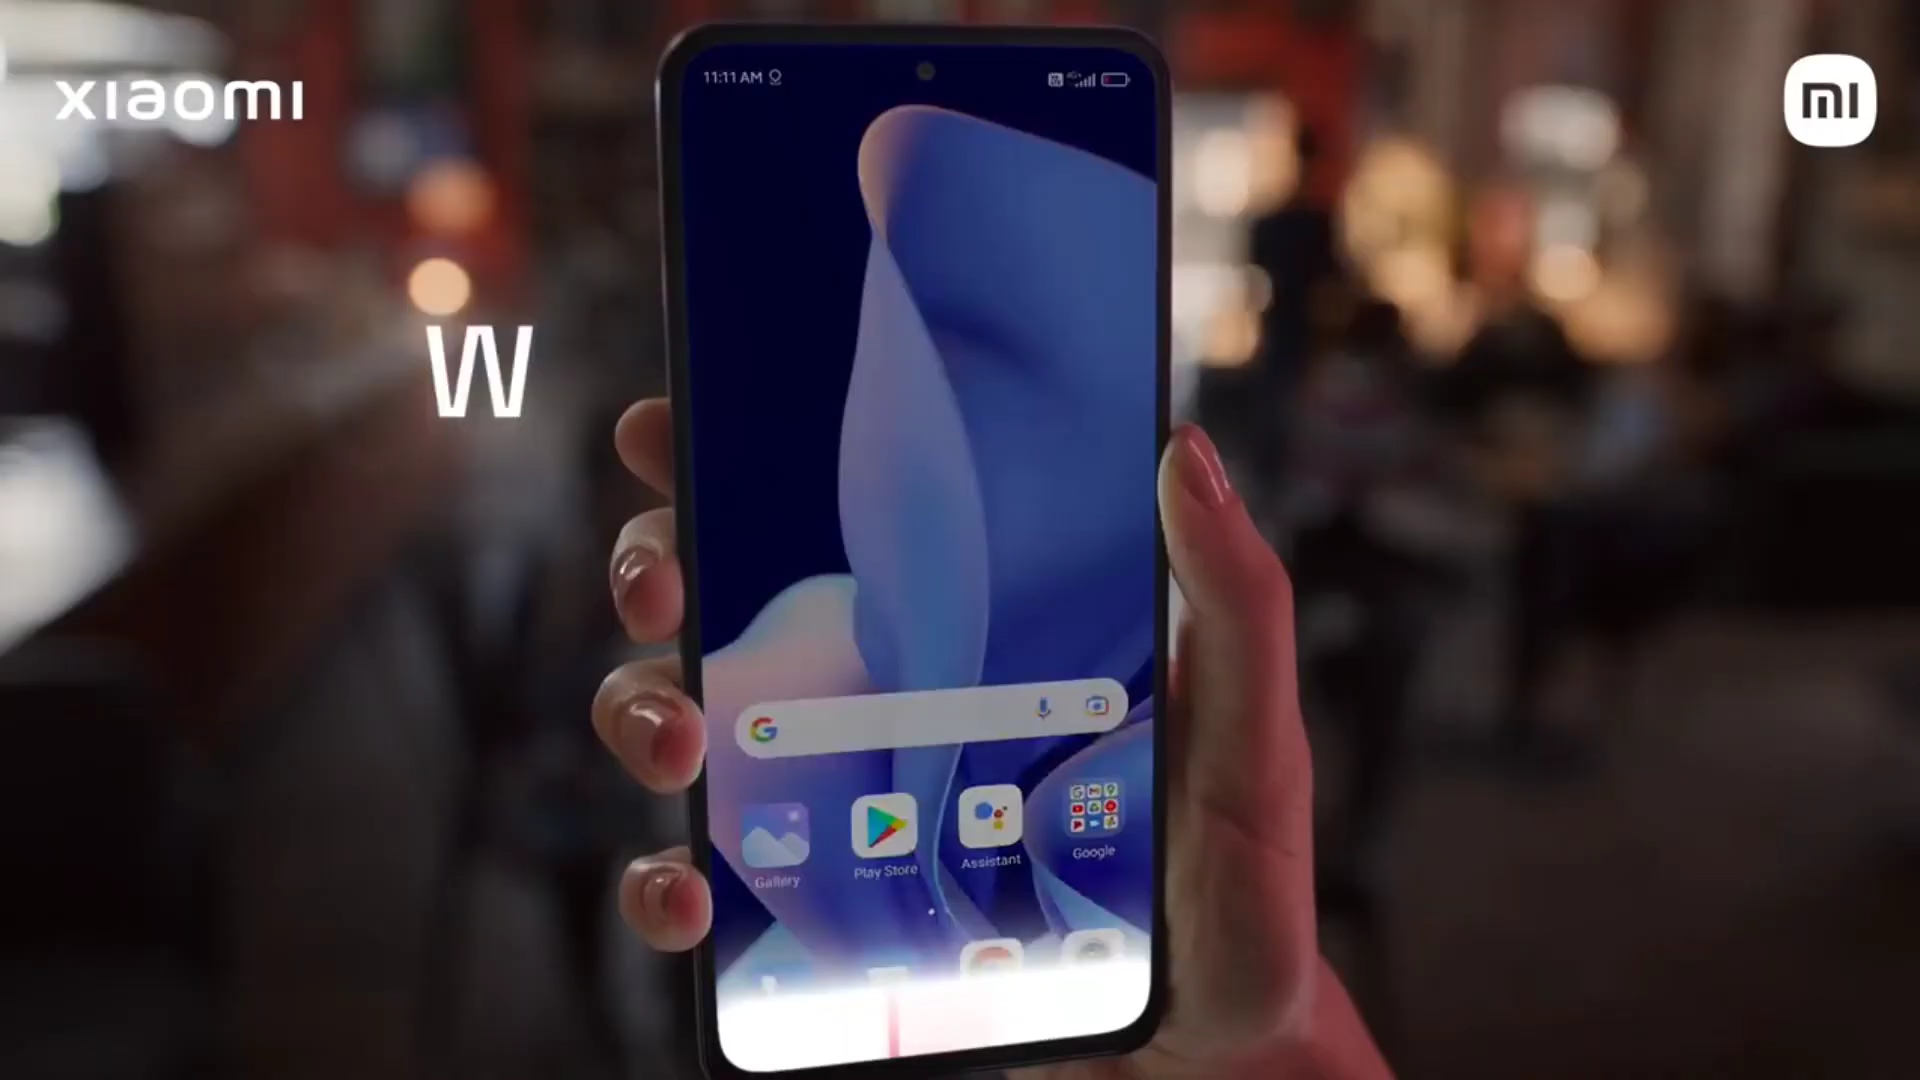 xiaomi
mi
11:11 AM
W
Gallery
Play Store
Assistant
Google